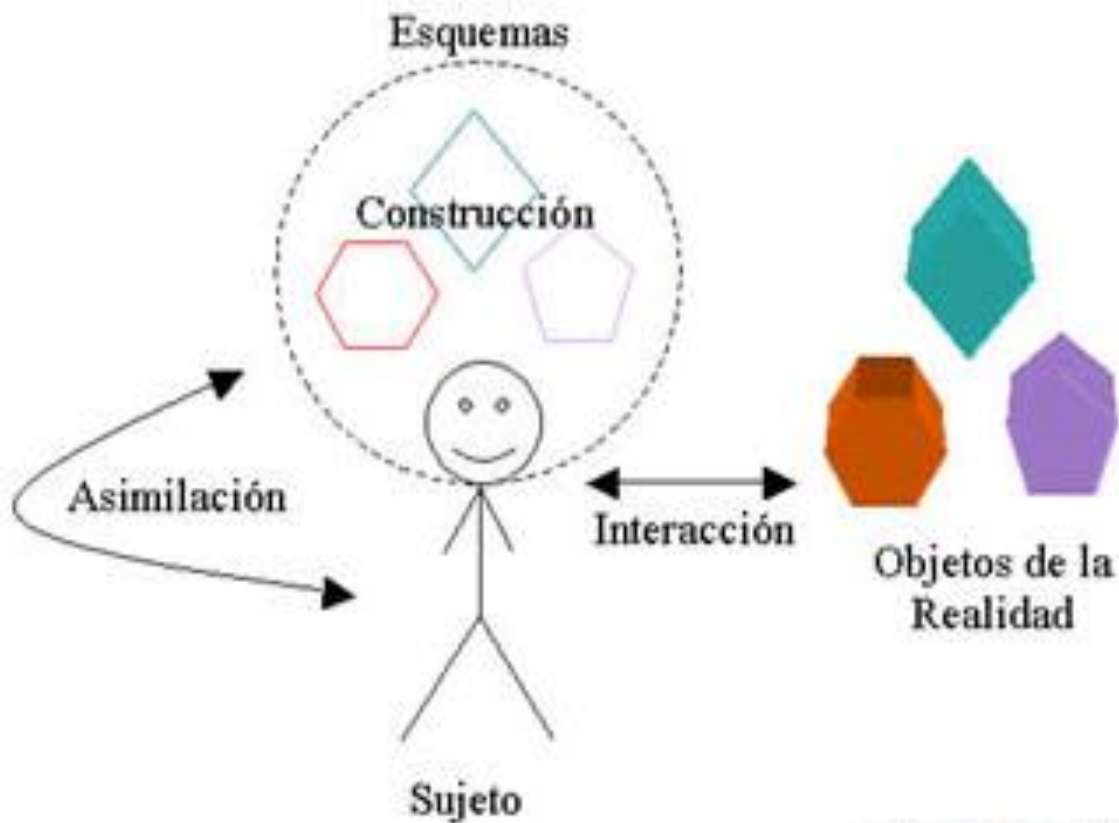 Esquemas
Construcción
Asimilación
Interacción
Objetos de la
Realidad
Sujeto